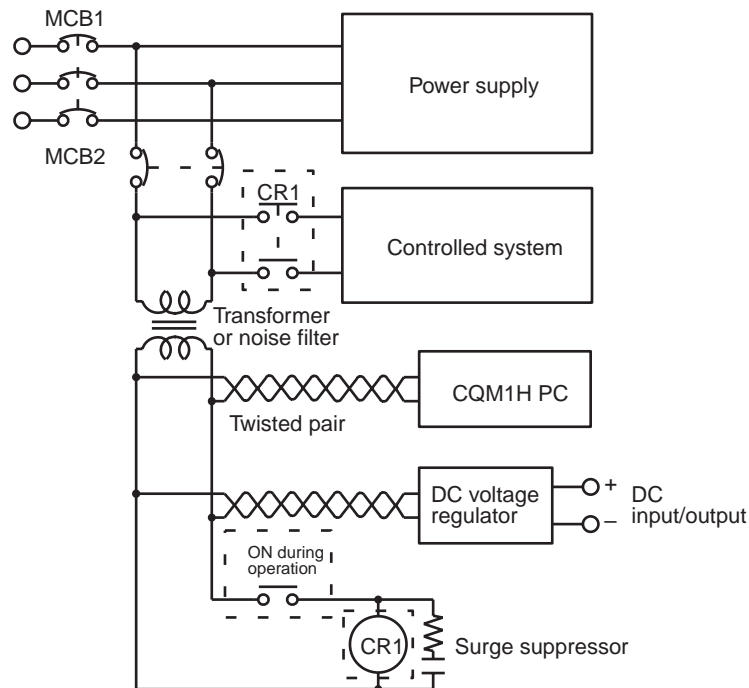 MCB1
Power supply
MCB2
CR1
Controlled system
Transformer
or noise filter
CQM1H PC
Twisted pair
DC voltage
regulator
+
–
DC
input/output
ON during
operation
CR1
Surge suppressor